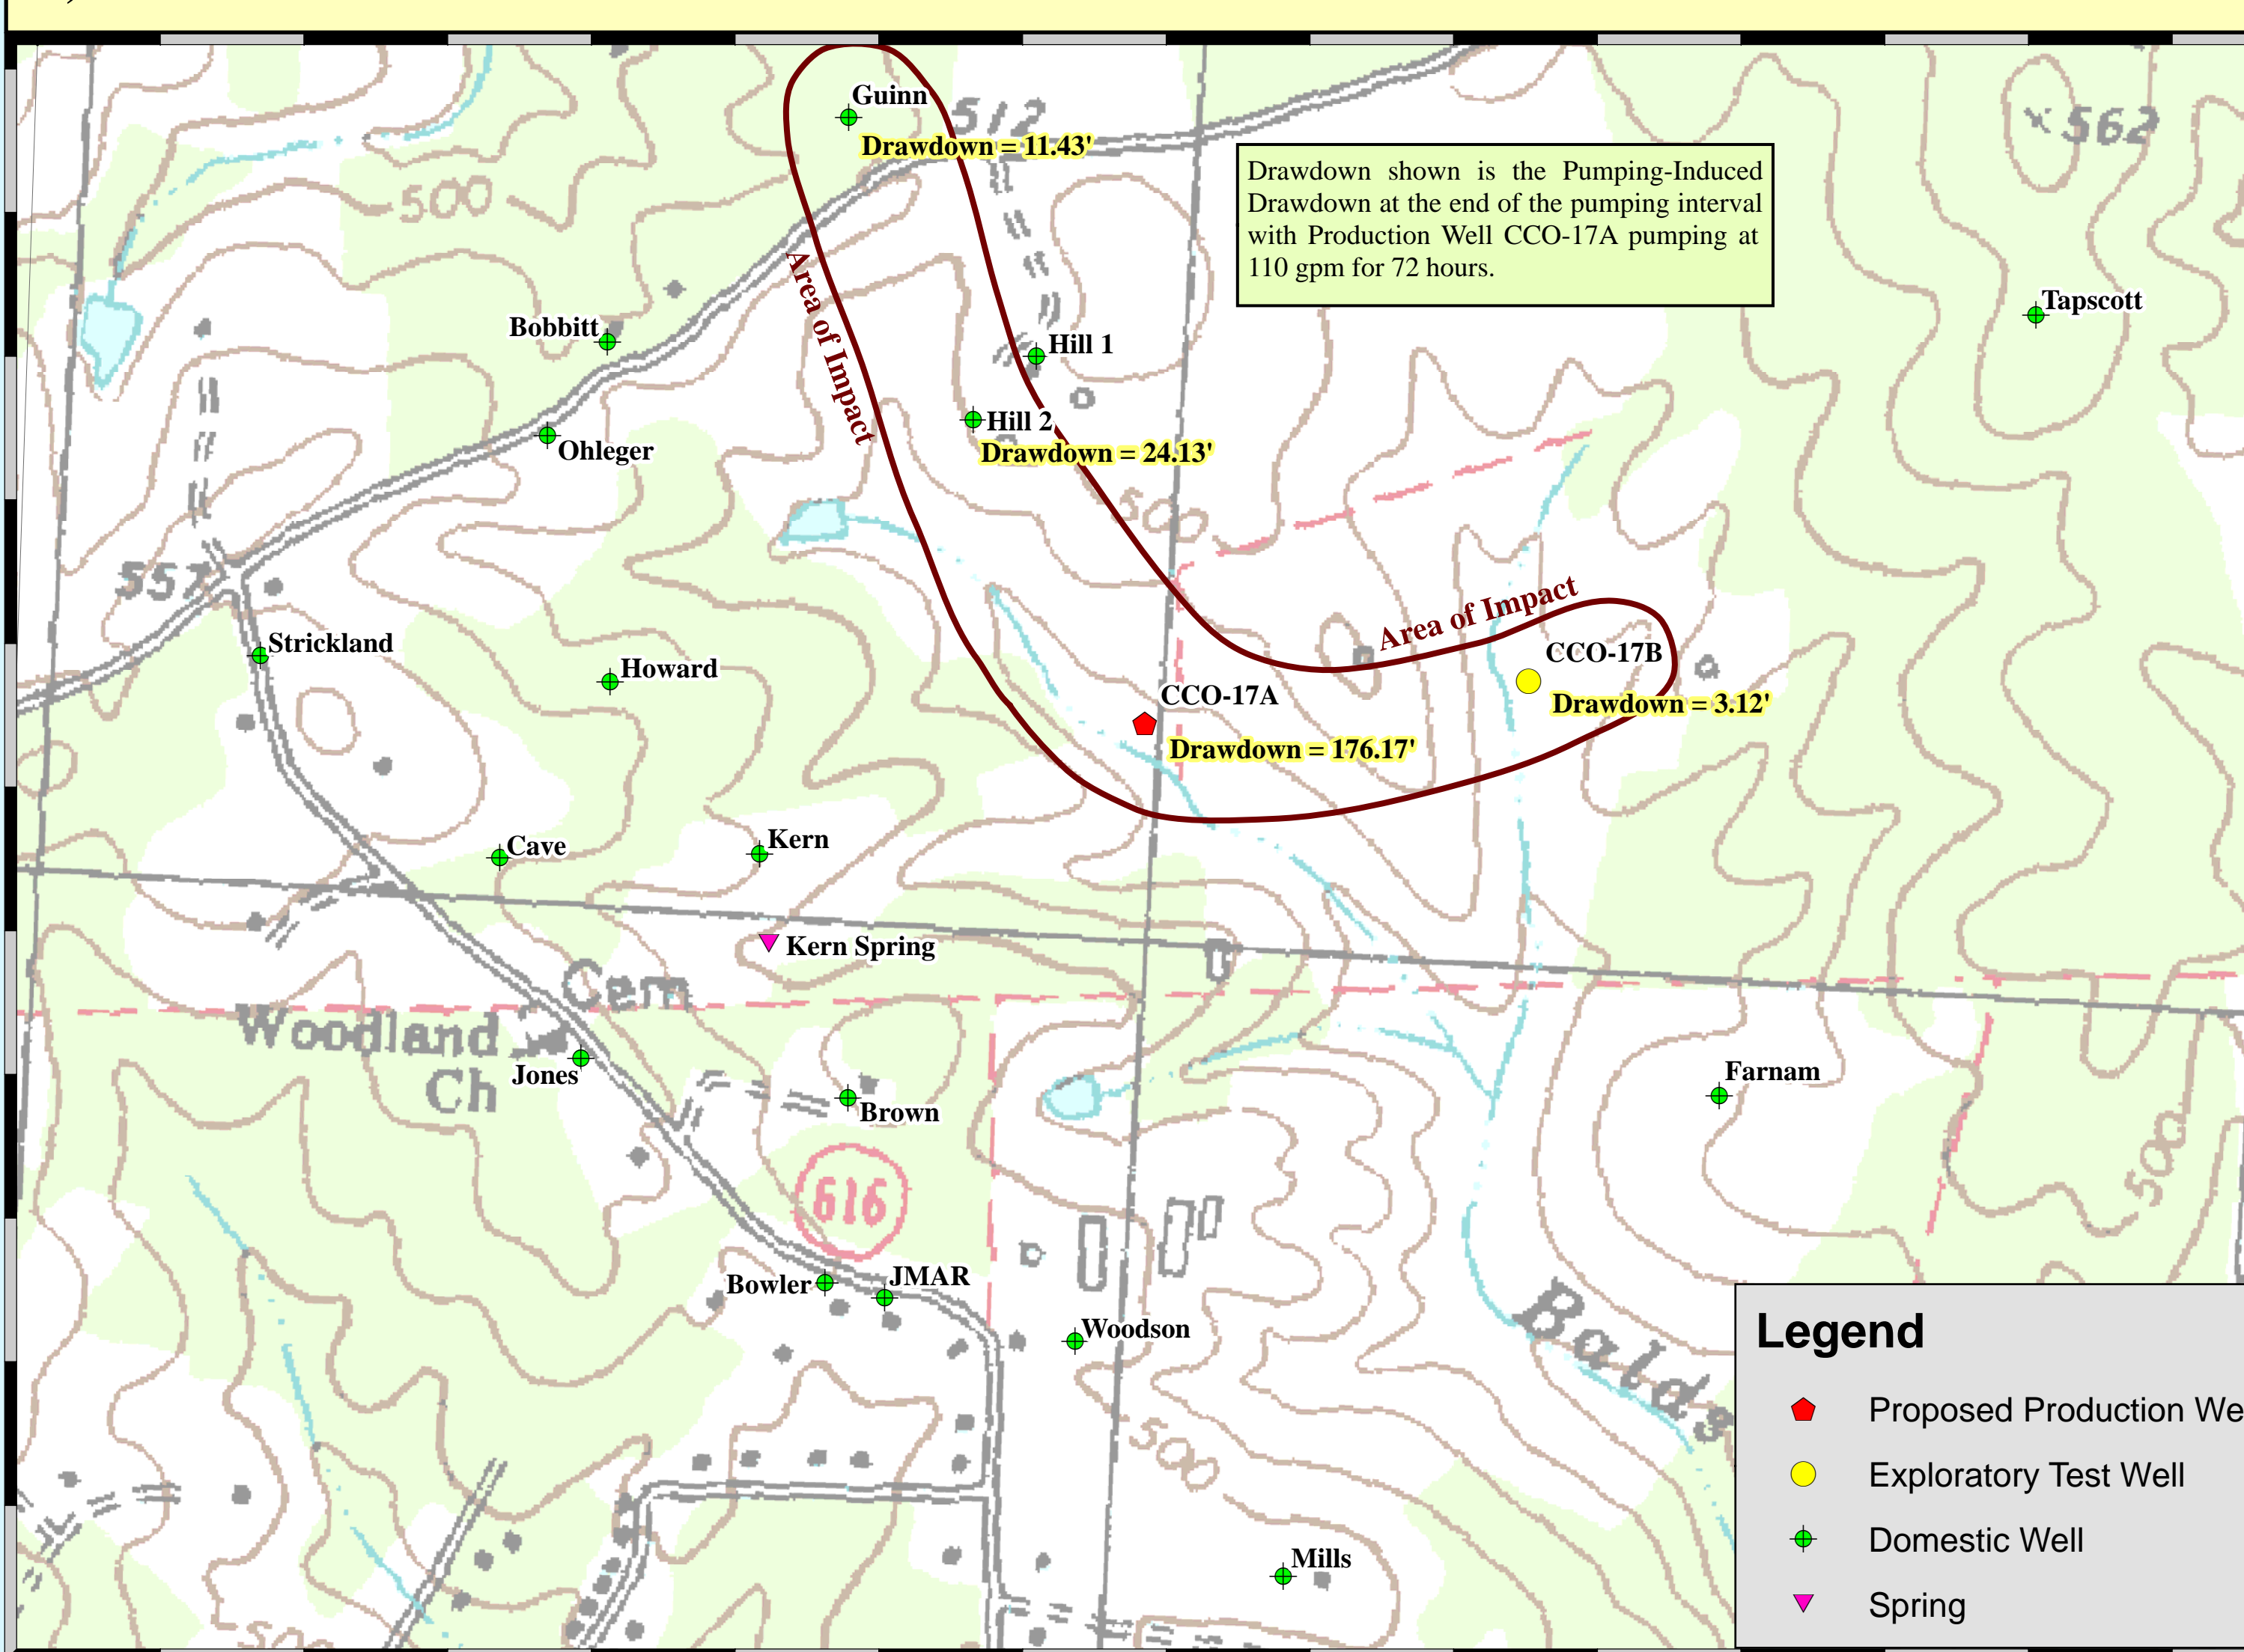 Guinn
512
Drawdown = 11.43'
562
Drawdown shown is the Pumping-Induced
Drawdown at the end of the pumping interval
with Production Well CCO-17A pumping at
110 gpm for 72 hours.
500
Area of Impact
Tapscott
Bobbitt
Hill 1
Hill 2
Ohleger
Drawdown = 24.13'
500
557
Area of Impact
Strickland
Howard
CCO-17B
CCO-17A
Drawdown = 3.12'
Drawdown = 176.17'
Cave
Kern
Kern Spring
Cem
Woodland
Ch
Jones
Brown
Farnam
500
616
Bowler
JMAR
Woodson
Balds
500
Mills
Legend
Proposed Production We
Exploratory Test Well
Domestic Well
Spring